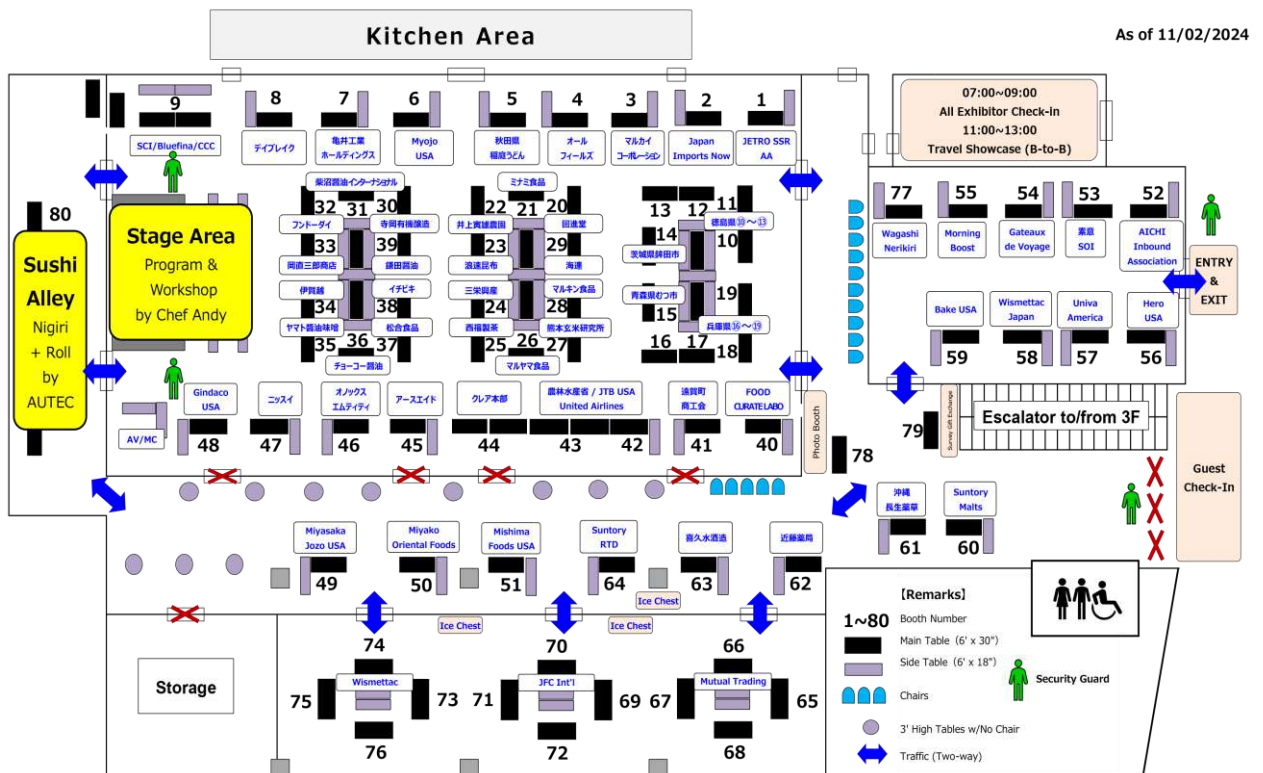 Kitchen Area
As of 11/02/2024
07:00~09:00
All Exhibitor Check-in
11:00~13:00
Travel Showcase (B-to-B)
9
8
7
6
5
4
3
2
1
SCI/Bluefina/CCC
デイブレイク
亀井工業
ホールディングス
Myojo
USA
秋田県
稲庭うどん
オール
フィールズ
マルカイ
コーポレーション
Japan
Imports Now
JETRO SSR
AA
77
55
54
53
52
Wagashi
Nerikiri
Morning
Boost
Gateaux
de Voyage
素意
SOI
AICHI
Inbound
Association
ENTRY
&
EXIT
80
Sushi
Alley
Nigiri
+ Roll
by
AUTEC
Stage Area
Program &
Workshop
by Chef Andy
柴沼醤油インターナショナル
32
31
30
フンドーダイ
寺岡有機醸造
33
39
岡直三郎商店
鎌田醤油
伊賀越
イチビキ
34
38
ヤマト醤油味噌
松合食品
35
36
37
チョーコー醤油
ミナミ食品
22
21
20
井上寅雄農園
回進堂
23
29
浪速昆布
海連
三栄興産
マルキン食品
24
28
西福製茶
熊本玄米研究所
25
26
27
マルヤマ食品
13
12
11
徳島県⑩～⑬
14
10
茨城県鉾田市
青森県むつ市
19
15
兵庫県⑯～⑲
16
17
18
Bake USA
Wismettac
Japan
Univa
America
Hero
USA
59
58
57
56
AV/MC
Gindaco
USA
ニッスイ
オノックス
エムティティ
アースエイド
クレア本部
農林水産省 / JTB USA
United Airlines
遠賀町
商工会
FOOD
CURATE LABO
48
47
46
45
44
43
42
41
40
Photo Booth
78
79
Survey Gift Exchange
Escalator to/from 3F
Guest
Check-In
沖縄
長生薬草
Suntory
Malts
61
60
Miyasaka
Jozo USA
Miyako
Oriental Foods
Mishima
Foods USA
Suntory
RTD
喜久水酒造
近藤薬局
49
50
51
64
63
62
Ice Chest
Ice Chest
Ice Chest
Storage
74
75
Wismettac
73
76
70
71
JFC Int'l
69
72
66
67
Mutual Trading
65
68
【Remarks】
1~80 Booth Number
Main Table (6' x 30")
Side Table (6' x 18")
Security Guard
Chairs
3' High Tables w/No Chair
Traffic (Two-way)